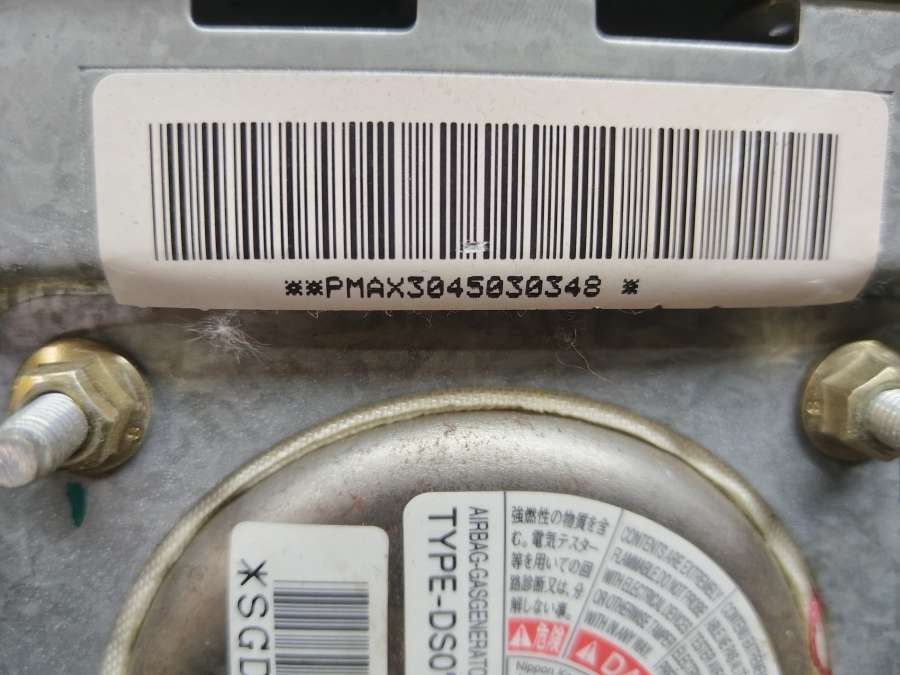 **PMAX3045030348 *
*SGD
AIRBAG-GASGENERATO
TYPE-DS0
強燃性の物質を含
む。電気テスター
等を用いての回
路診断又は、分
解しない事。
危険
CONTENTS ARE EXTREMELY
FLAMMABLE DO NOT PROBE
WITH ELECTRICAL DEVICES
OR OTHERWISE TAMPER
WITH IN ANY WAY.
DA
Nippon K